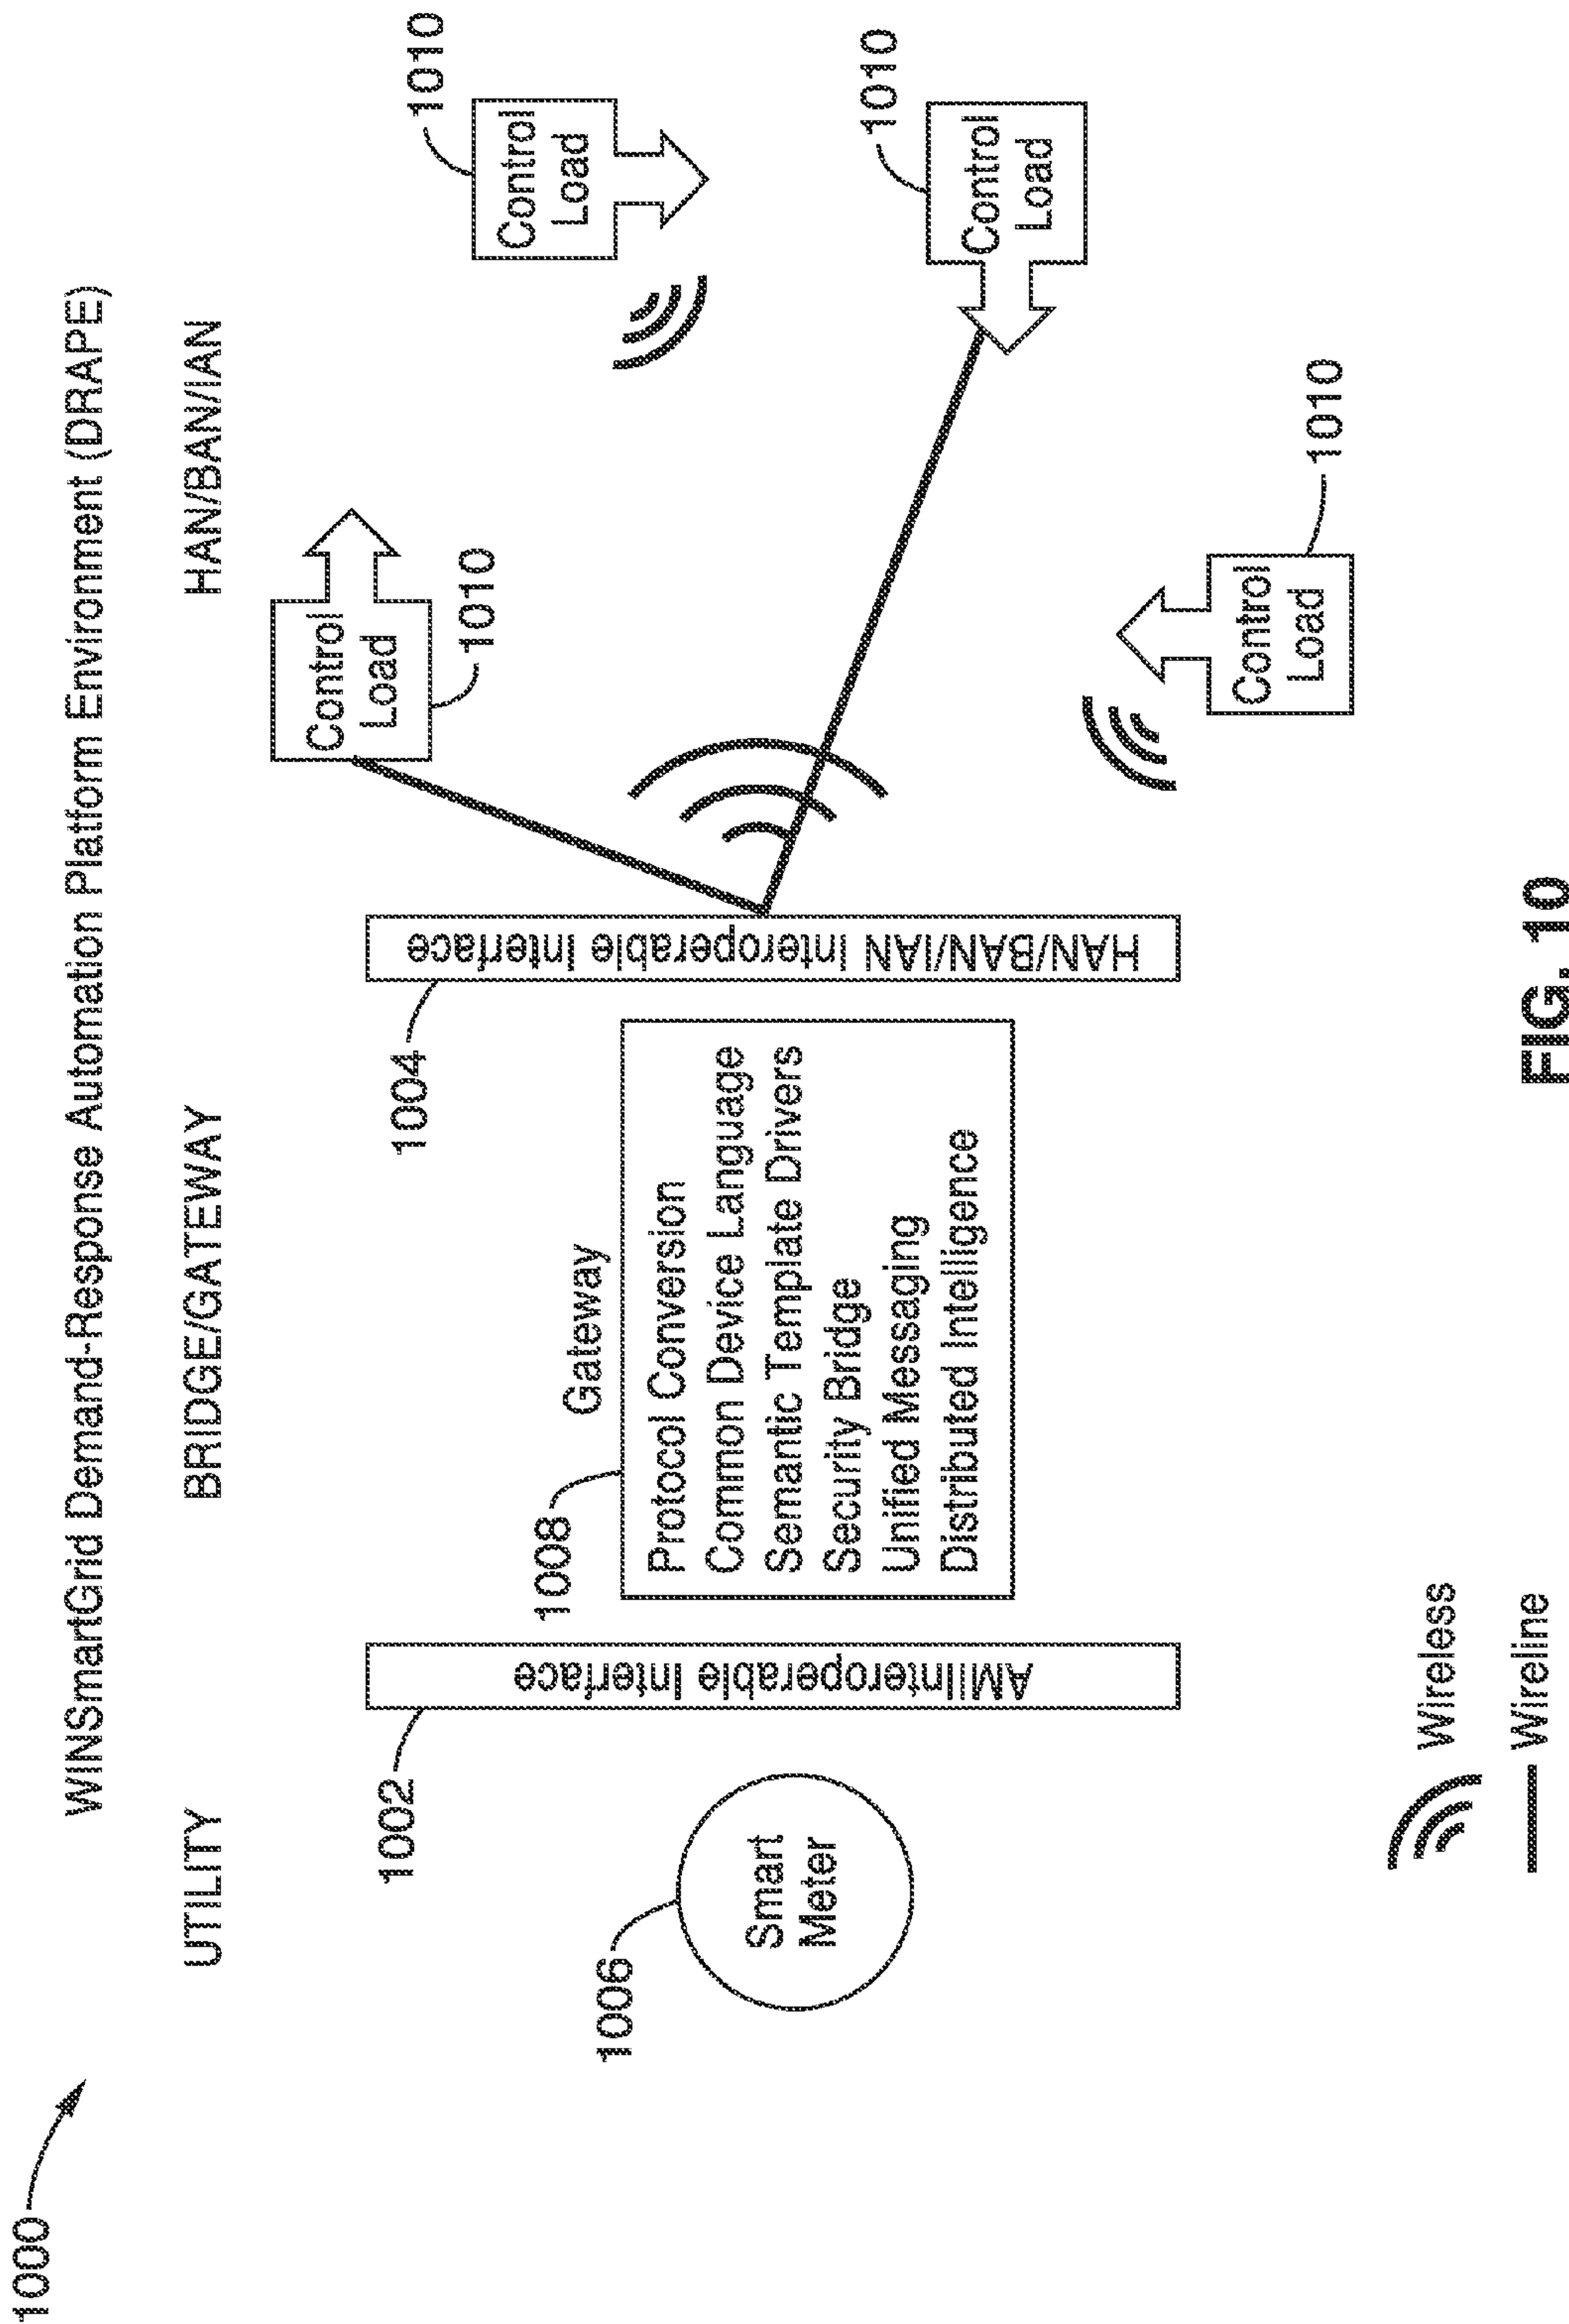 1000
WINSmartGrid Demand-Response Automation Platform Environment (DRAPE)
UTILITY
BRIDGE/GATEWAY
HAN/BAN/IAN
1006
Smart
Meter
1002
AMIInteroperable Interface
Gateway
1008
Protocol Conversion
Common Device Language
Semantic Template Drivers
Security Bridge
Unified Messaging
Distributed Intelligence
1004
HAN/BAN/IAN Interoperable Interface
Control
Load
1010
Control
Load
1010
Control
Load
1010
Control
Load
1010
Wireless
Wireline
FIG. 10